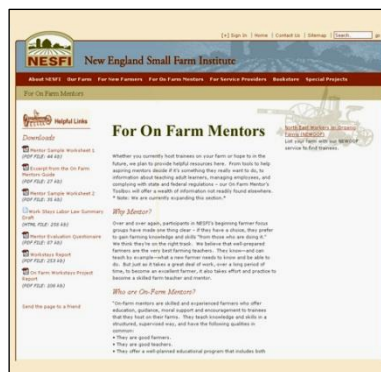 [x] Sign in | Home | Contact Us | Sitemap | Search.. go
NESFI
New England Small Farm Institute
About NESFI Our Farm For New Farmers For On Farm Mentors For Service Providers Bookstore Special Projects
For On Farm Mentors
Helpful Links
Downloads
Mentor Sample Worksheet 1
(PDF FILE: 44 kb)
Excerpt from the On Farm
Mentors Guide
(PDF FILE: 27 kb)
Mentor Sample Worksheet 2
(PDF FILE: 35 kb)
Work Glossy Labor Law Summary
Draft
(HTML FILE: 258 kb)
Mentor Evaluation Questionnaire
(PDF FILE: 57 kb)
Workstays Report
(PDF FILE: 253 kb)
On Farm Workstays Project
Report
(PDF FILE: 200 kb)
Send the page to a friend
For On Farm Mentors
Whether you currently host trainees on your farm or hope to in the
future, we plan to provide helpful resources here. From tools to help
aspiring mentors decide if it's something they really want to do, to
information about teaching adult learners, managing employees, and
complying with state and federal regulations – our On Farm Mentor's
Toolbox will offer a wealth of information not readily found elsewhere.
* Note: We are currently expanding this section.*
Why Mentor?
Over and over again, participants in NESFI's beginning farmer focus
groups have made one thing clear – if they have a choice, they prefer
to gain farming knowledge and skills "from those who are doing it."
We think they're on the right track. We believe that well-prepared
farmers are the very best farming teachers. They know—and can
teach by example—what a new farmer needs to know and be able to
do. But just as it takes a great deal of work, over a long period of
time, to become an excellent farmer, it also takes effort and practice to
become a skilled farm teacher and mentor.
Who are On-Farm Mentors?
"On-farm mentors are skilled and experienced farmers who offer
education, guidance, moral support and encouragement to trainees
that they host on their farms. They teach knowledge and skills in a
structured, supervised way, and have the following qualities in
common:
• They are good farmers.
• They are good teachers.
• They offer a well-planned educational program that includes both
North East Workers on Organic
Farms (NEWOOF)
List your farm with our NEWOOF
service to find trainees.